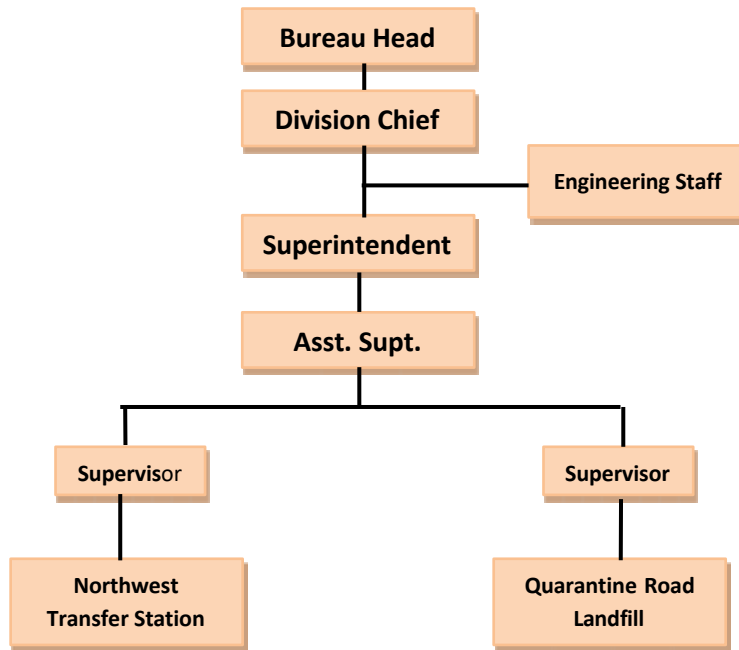 Bureau Head
Division Chief
Engineering Staff
Superintendent
Asst. Supt.
Supervisor
Supervisor
Northwest
Transfer Station
Quarantine Road
Landfill